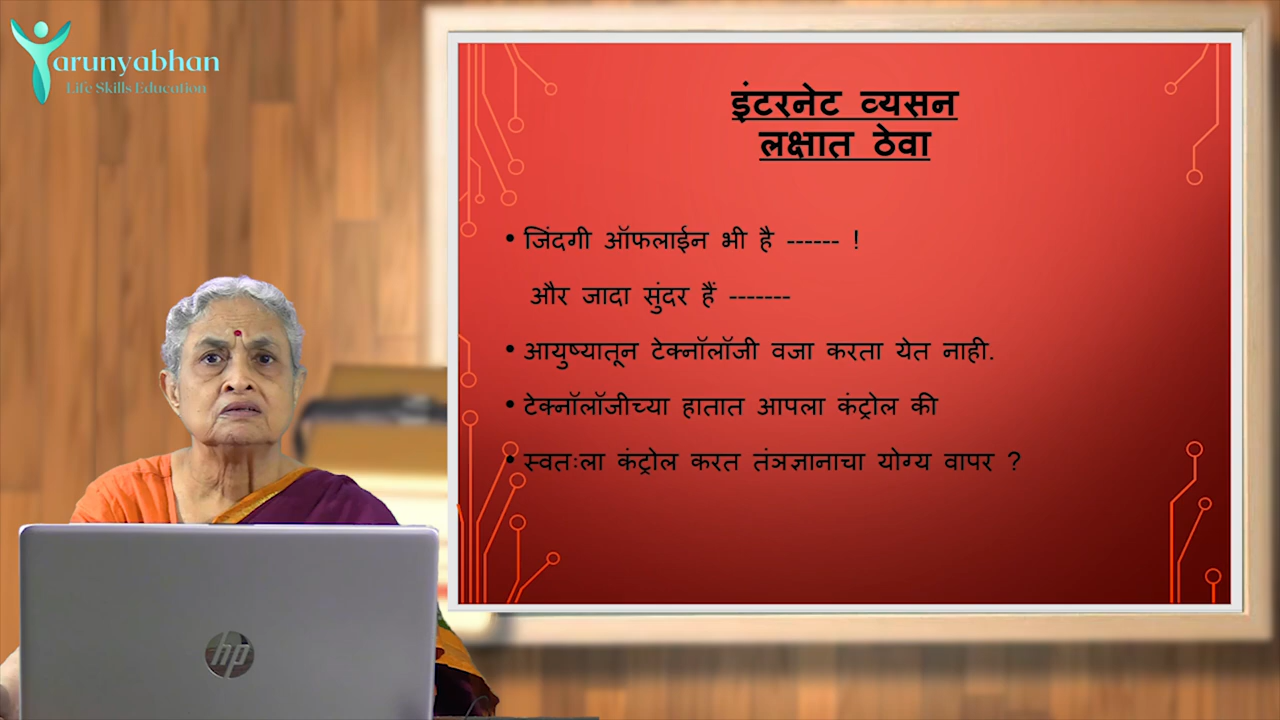 Tarunyabhan
Life Skills Education
इंटरनेट व्यसन
लक्षात ठेवा
• जिंदगी ऑफलाईन भी है ------ !
और जादा सुंदर हैं -------
• आयुष्यातून टेक्नॉलॉजी वजा करता येत नाही.
• टेक्नॉलॉजीच्या हातात आपला कंट्रोल की
• स्वतःला कंट्रोल करत तंञज्ञानाचा योग्य वापर ?
hp